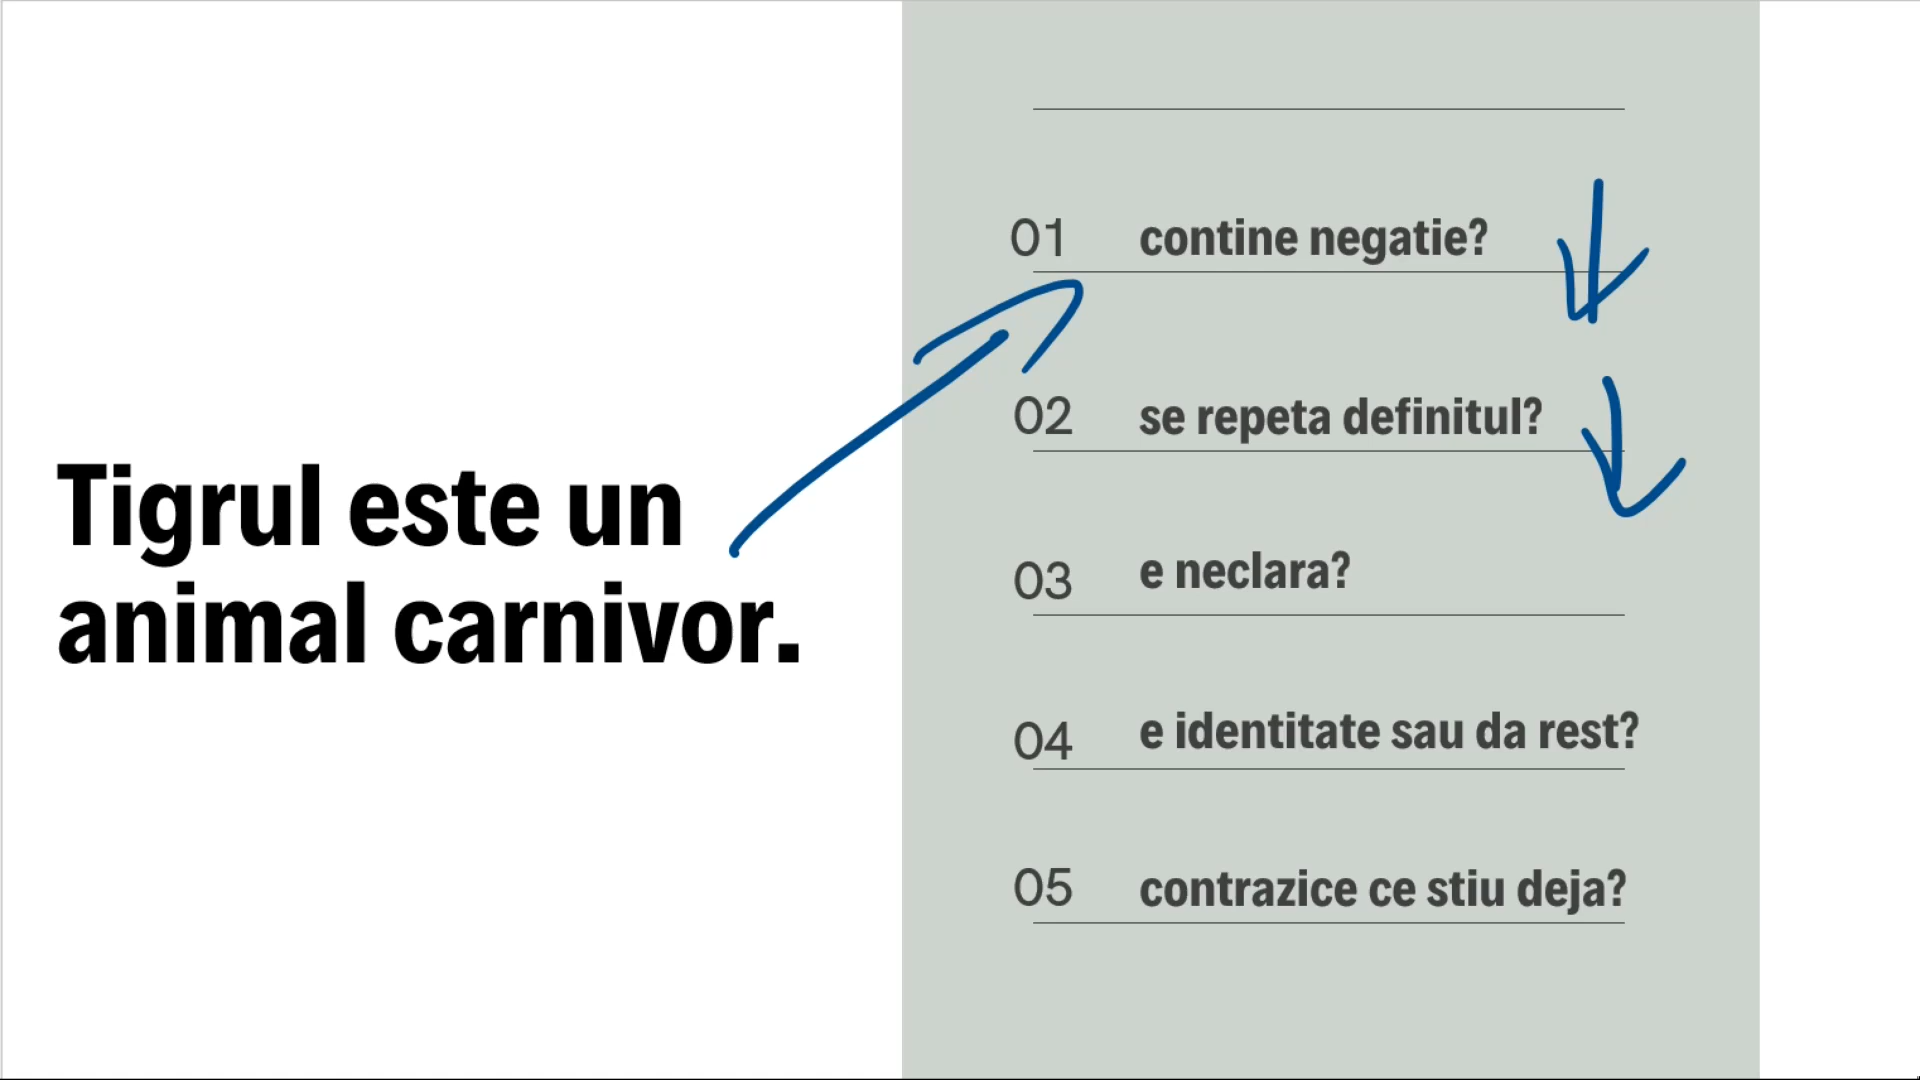 Tigrul este un
animal carnivor.
01 contine negatie?
02 se repeta definitul?
03 e neclara?
04 e identitate sau da rest?
05 contrazice ce stiu deja?